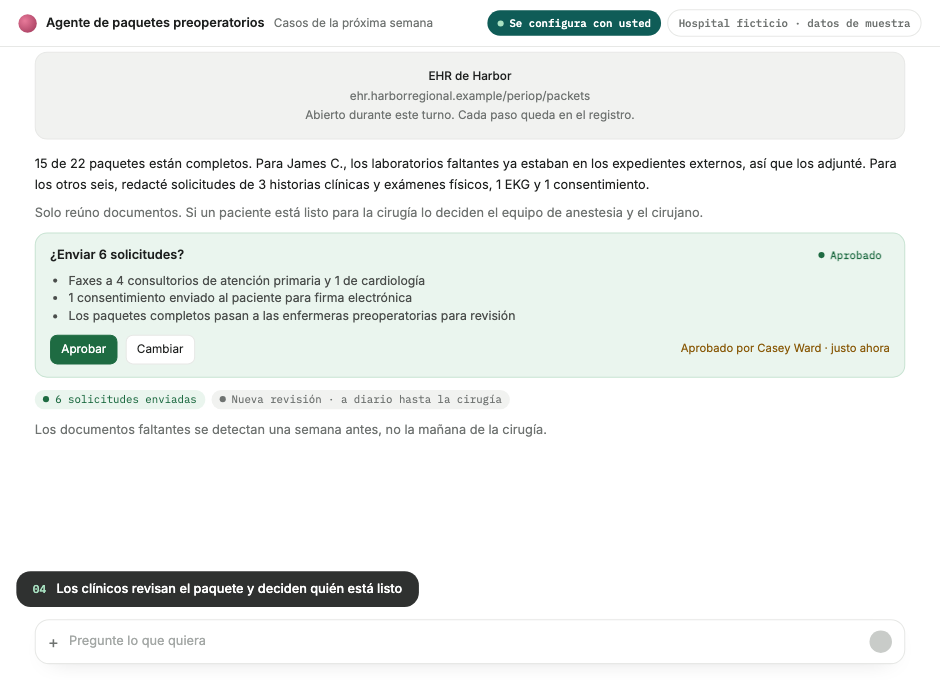 Agente de paquetes preoperatorios Casos de la próxima semana
Se configura con usted
Hospital ficticio · datos de muestra
EHR de Harbor
ehr.harborregional.example/periop/packets
Abierto durante este turno. Cada paso queda en el registro.
15 de 22 paquetes están completos. Para James C., los laboratorios faltantes ya estaban en los expedientes externos, así que los adjunté. Para
los otros seis, redacté solicitudes de 3 historias clínicas y exámenes físicos, 1 EKG y 1 consentimiento.
Solo reúno documentos. Si un paciente está listo para la cirugía lo deciden el equipo de anestesia y el cirujano.
¿Enviar 6 solicitudes?
Aprobado
• Faxes a 4 consultorios de atención primaria y 1 de cardiología
• 1 consentimiento enviado al paciente para firma electrónica
• Los paquetes completos pasan a las enfermeras preoperatorias para revisión
Aprobar
Cambiar
Aprobado por Casey Ward · justo ahora
6 solicitudes enviadas
Nueva revisión · a diario hasta la cirugía
Los documentos faltantes se detectan una semana antes, no la mañana de la cirugía.
04 Los clínicos revisan el paquete y deciden quién está listo
+ Pregunte lo que quiera